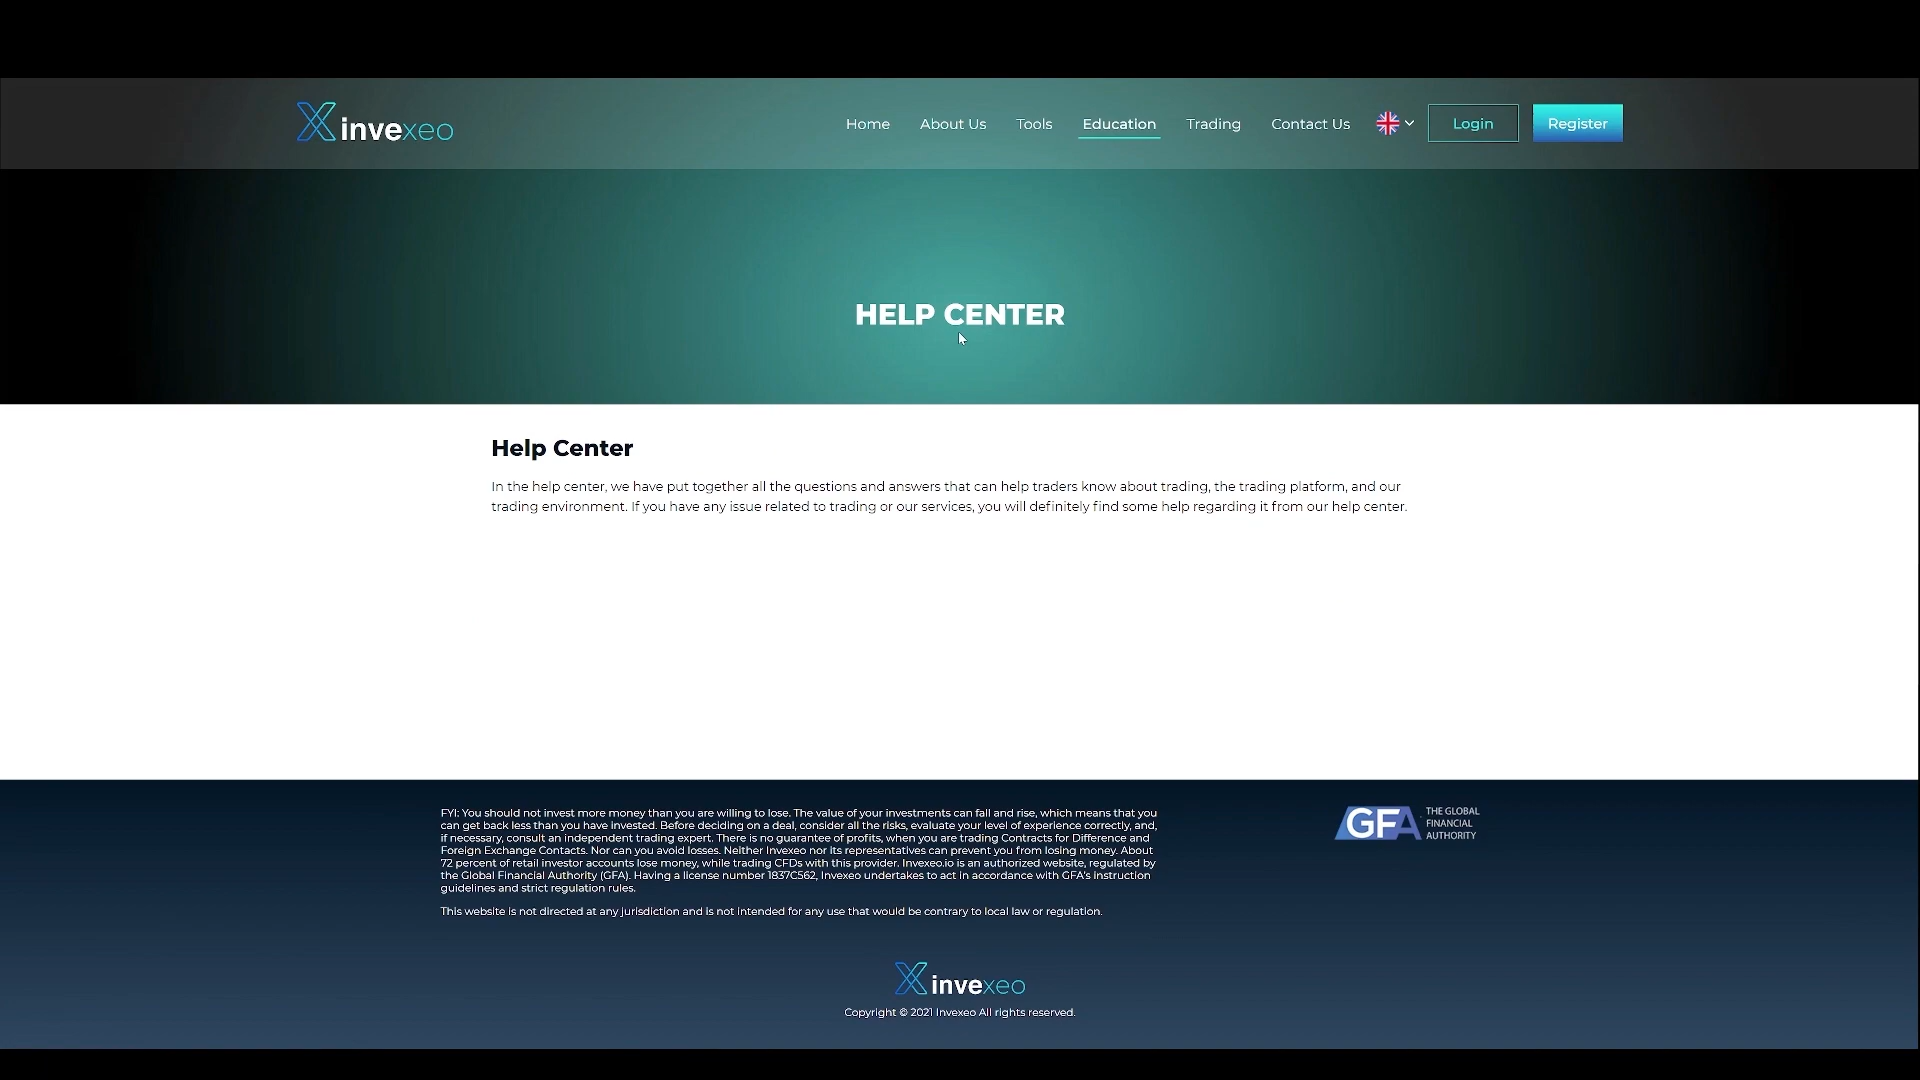 invexeo
Home About Us Tools Education Trading Contact Us Login Register
HELP CENTER
Help Center
In the help center, we have put together all the questions and answers that can help traders know about trading, the trading platform, and our
trading environment. If you have any issue related to trading or our services, you will definitely find some help regarding it from our help center.
FYI: You should not invest more money than you are willing to lose. The value of your investments can fall and rise, which means that you
can get back less than you have invested. Before deciding on a deal, consider all the risks, evaluate your level of experience correctly, and,
if necessary, consult an independent trading expert. There is no guarantee of profits, when you are trading Contracts for Difference and
Foreign Exchange Contacts. Nor can you avoid losses. Neither Invexeo nor its representatives can prevent you from losing money. About
72 percent of retail investor accounts lose money, while trading CFDs with this provider. Invexeo.io is an authorized website, regulated by
the Global Financial Authority (GFA). Having a license number 1837C562, Invexeo undertakes to act in accordance with GFA's instruction
guidelines and strict regulation rules.
This website is not directed at any jurisdiction and is not intended for any use that would be contrary to local law or regulation.
GFA
THE GLOBAL
FINANCIAL
AUTHORITY
invexeo
Copyright © 2021 Invexeo All rights reserved.